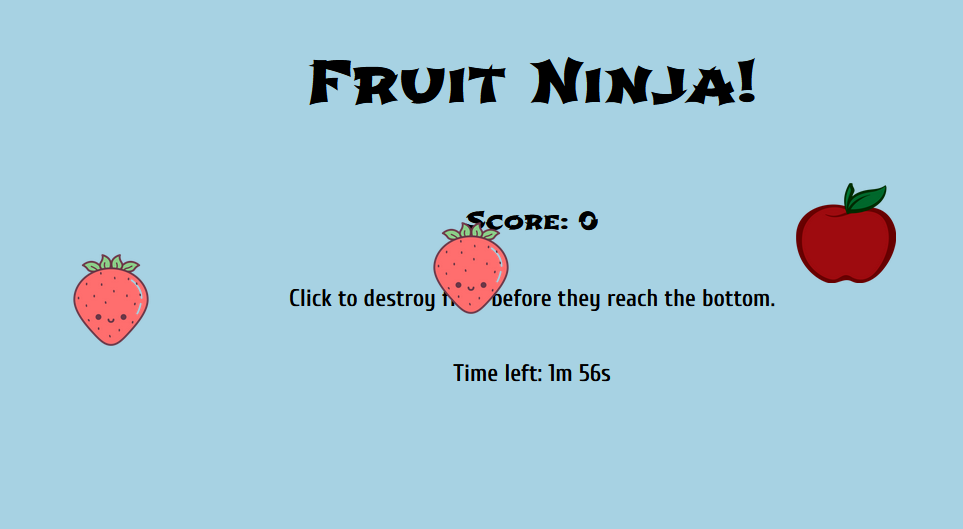 Fruit Ninja!
Score: 0
Click to destroy before they reach the bottom.
Time left: 1m 56s